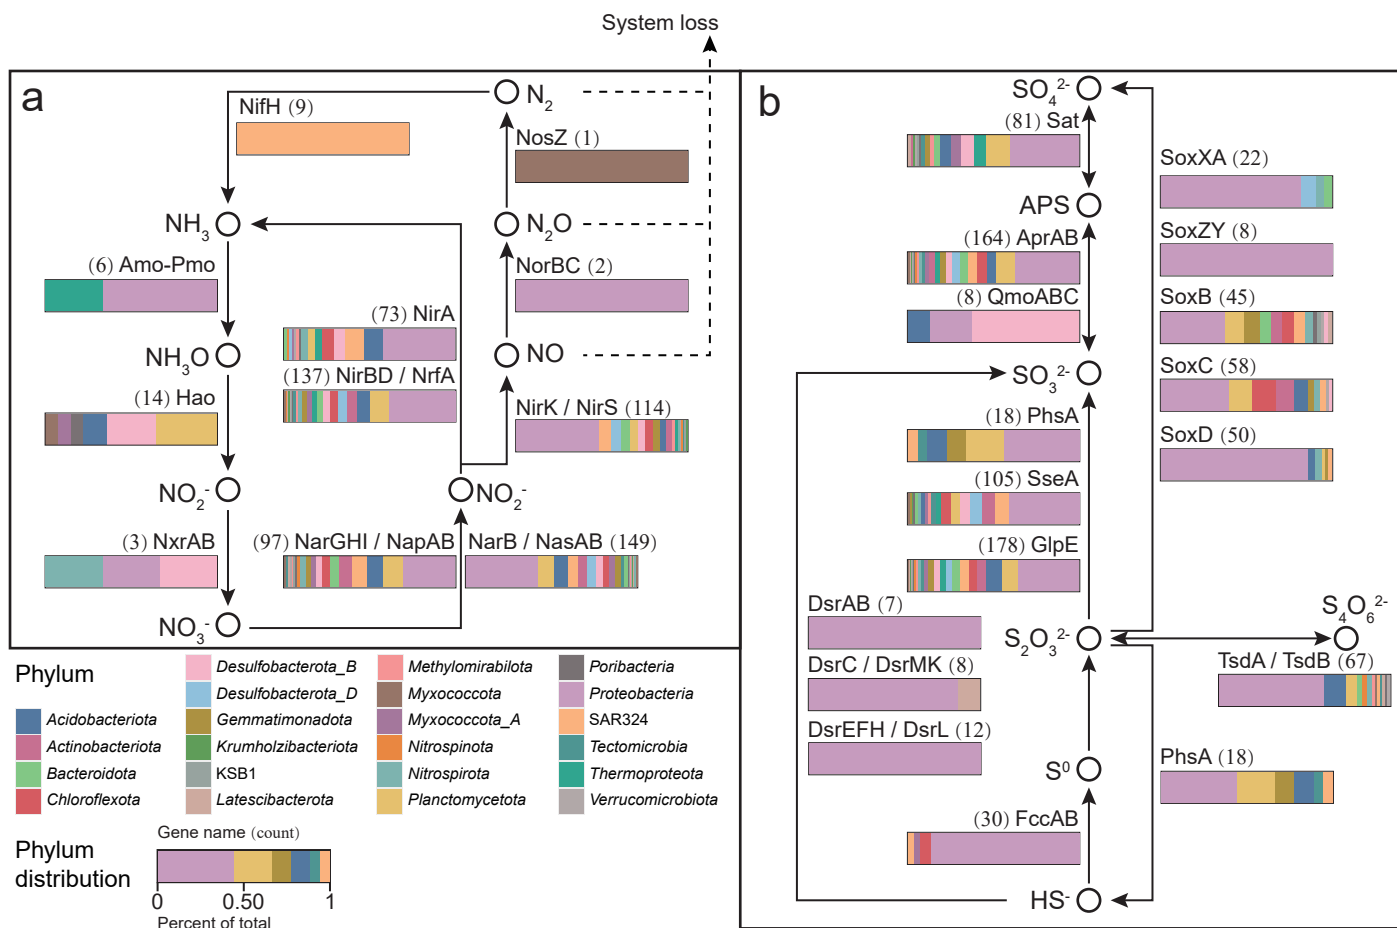 System loss
a
NifH (9)
N₂
NosZ (1)
NH₃
N₂O
(6) Amo-Pmo
NorBC (2)
(73) NirA
NH₃O
NO
(137) NirBD / NrfA
(14) Hao
NirK / NirS (114)
NO₂⁻
NO₂⁻
(3) NxrAB
(97) NarGHI / NapAB
NarB / NasAB (149)
NO₃⁻
b
SO₄²⁻
(81) Sat
SoxXA (22)
APS
SoxZY (8)
(164) AprAB
(8) QmoABC
SoxB (45)
SO₃²⁻
SoxC (58)
(18) PhsA
SoxD (50)
(105) SseA
(178) GlpE
DsrAB (7)
S₂O₃²⁻
S₄O₆²⁻
DsrC / DsrMK (8)
TsdA / TsdB (67)
DsrEFH / DsrL (12)
PhsA (18)
S⁰
(30) FccAB
HS⁻
Phylum
Acidobacteriota
Actinobacteriota
Bacteroidota
Chloroflexota
Desulfobacterota_B
Desulfobacterota_D
Gemmatimonadota
Krumholzibacteriota
KSB1
Latescibacterota
Methylomirabilota
Myxococcota
Myxococcota_A
Nitrospinota
Nitrospirota
Planctomycetota
Poribacteria
Proteobacteria
SAR324
Tectomicrobia
Thermoproteota
Verrucomicrobiota
Phylum
distribution
Gene name (count)
0 0.50 1
Percent of total